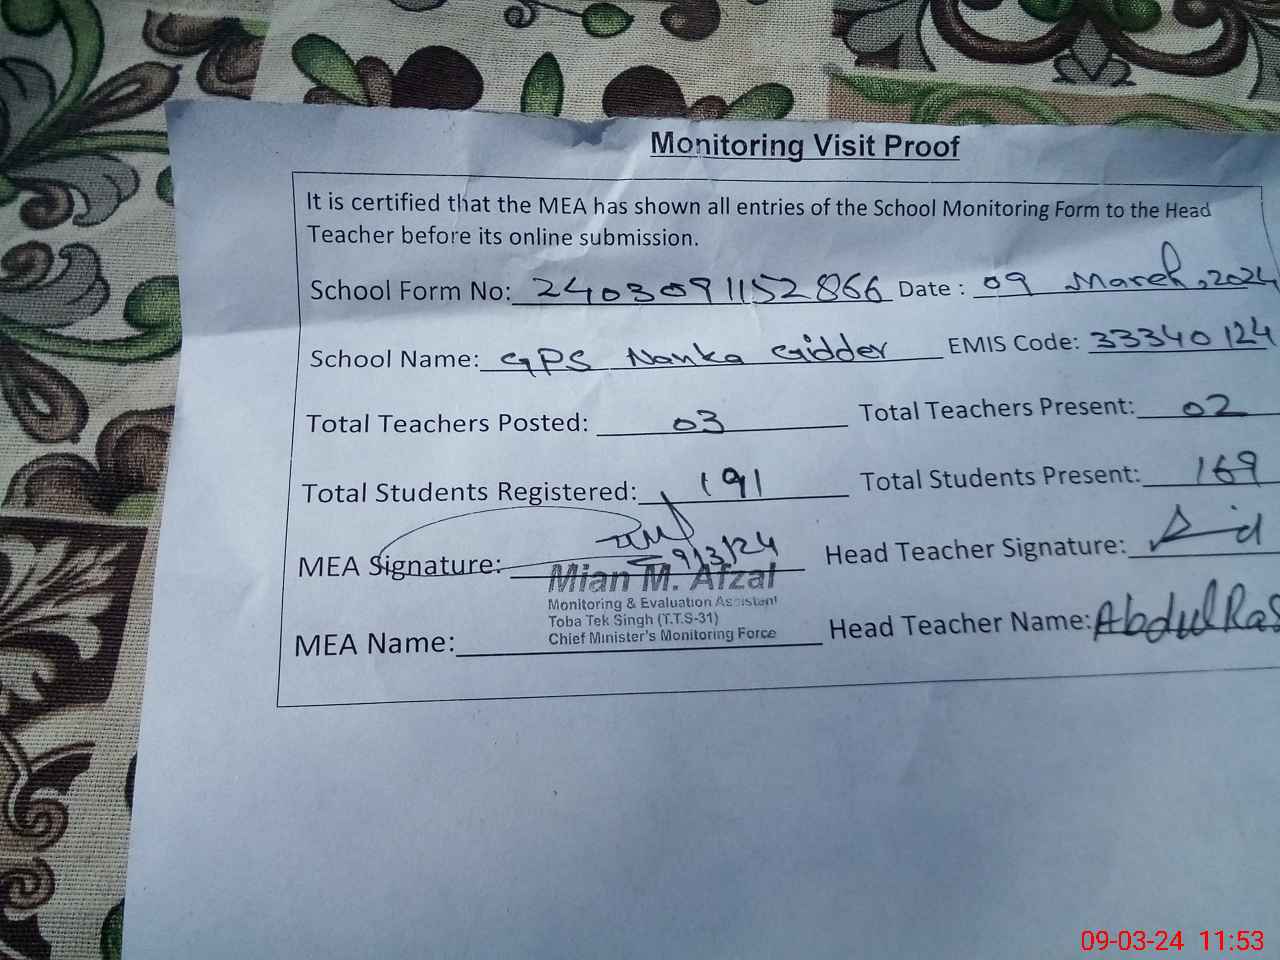 Monitoring Visit Proof
It is certified that the MEA has shown all entries of the School Monitoring Form to the Head
Teacher before its online submission.
School Form No: 2403091152866 Date : 09 March, 2024
School Name: GPS Nanka Gidder EMIS Code: 33340124
Total Teachers Posted: 03 Total Teachers Present: 02
Total Students Registered: 191 Total Students Present: 169
MEA Signature: 9/3/24 Head Teacher Signature:
Mian M. Afzal
Monitoring & Evaluation Assistant
Toba Tek Singh (T.T.S-31)
Chief Minister's Monitoring Force
MEA Name: Head Teacher Name: Abdul Ras
09-03-24 11:53